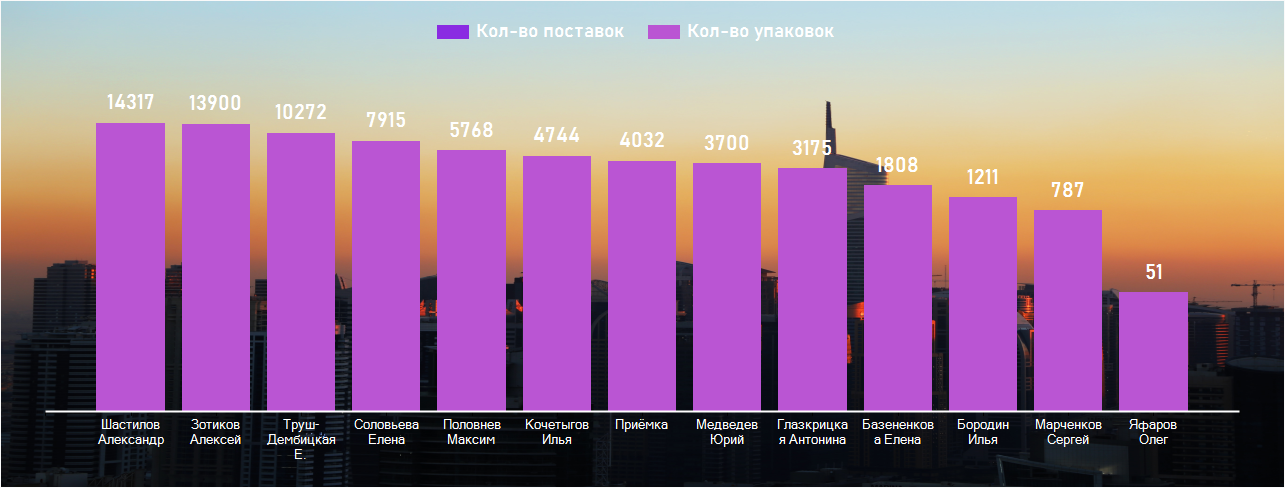 Кол-во поставок Кол-во упаковок
14317 13900 10272 7915 5768 4744 4032 3700 3175 1808 1211 787 51
Шастилов Зотиков Труш- Соловьева Половнев Кочетыгов Приёмка Медведев Глазкрицка Базененков Бородин Марченков Яфаров
Александр Алексей Дембицкая Елена Максим Илья Юрий я Антонина а Елена Илья Сергей Олег
Е.